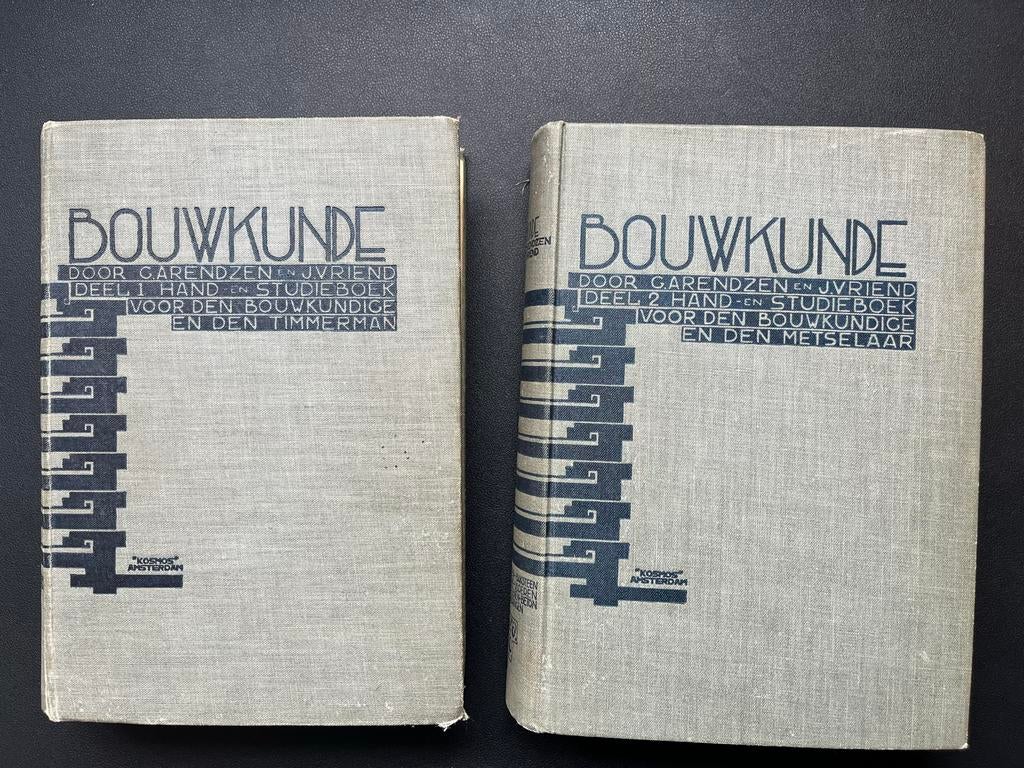 BOUWKUNDE
DOOR G.ARENDZEN EN J.VRIEND
DEEL 1 HAND-EN STUDIEBOEK
VOOR DEN BOUWKUNDIGE
EN DEN TIMMERMAN
"KOSMOS"
AMSTERDAM
BOUWKUNDE
DOOR G.ARENDZEN EN J.VRIEND
DEEL 2 HAND-EN STUDIEBOEK
VOOR DEN BOUWKUNDIGE
EN DEN METSELAAR
"KOSMOS"
AMSTERDAM